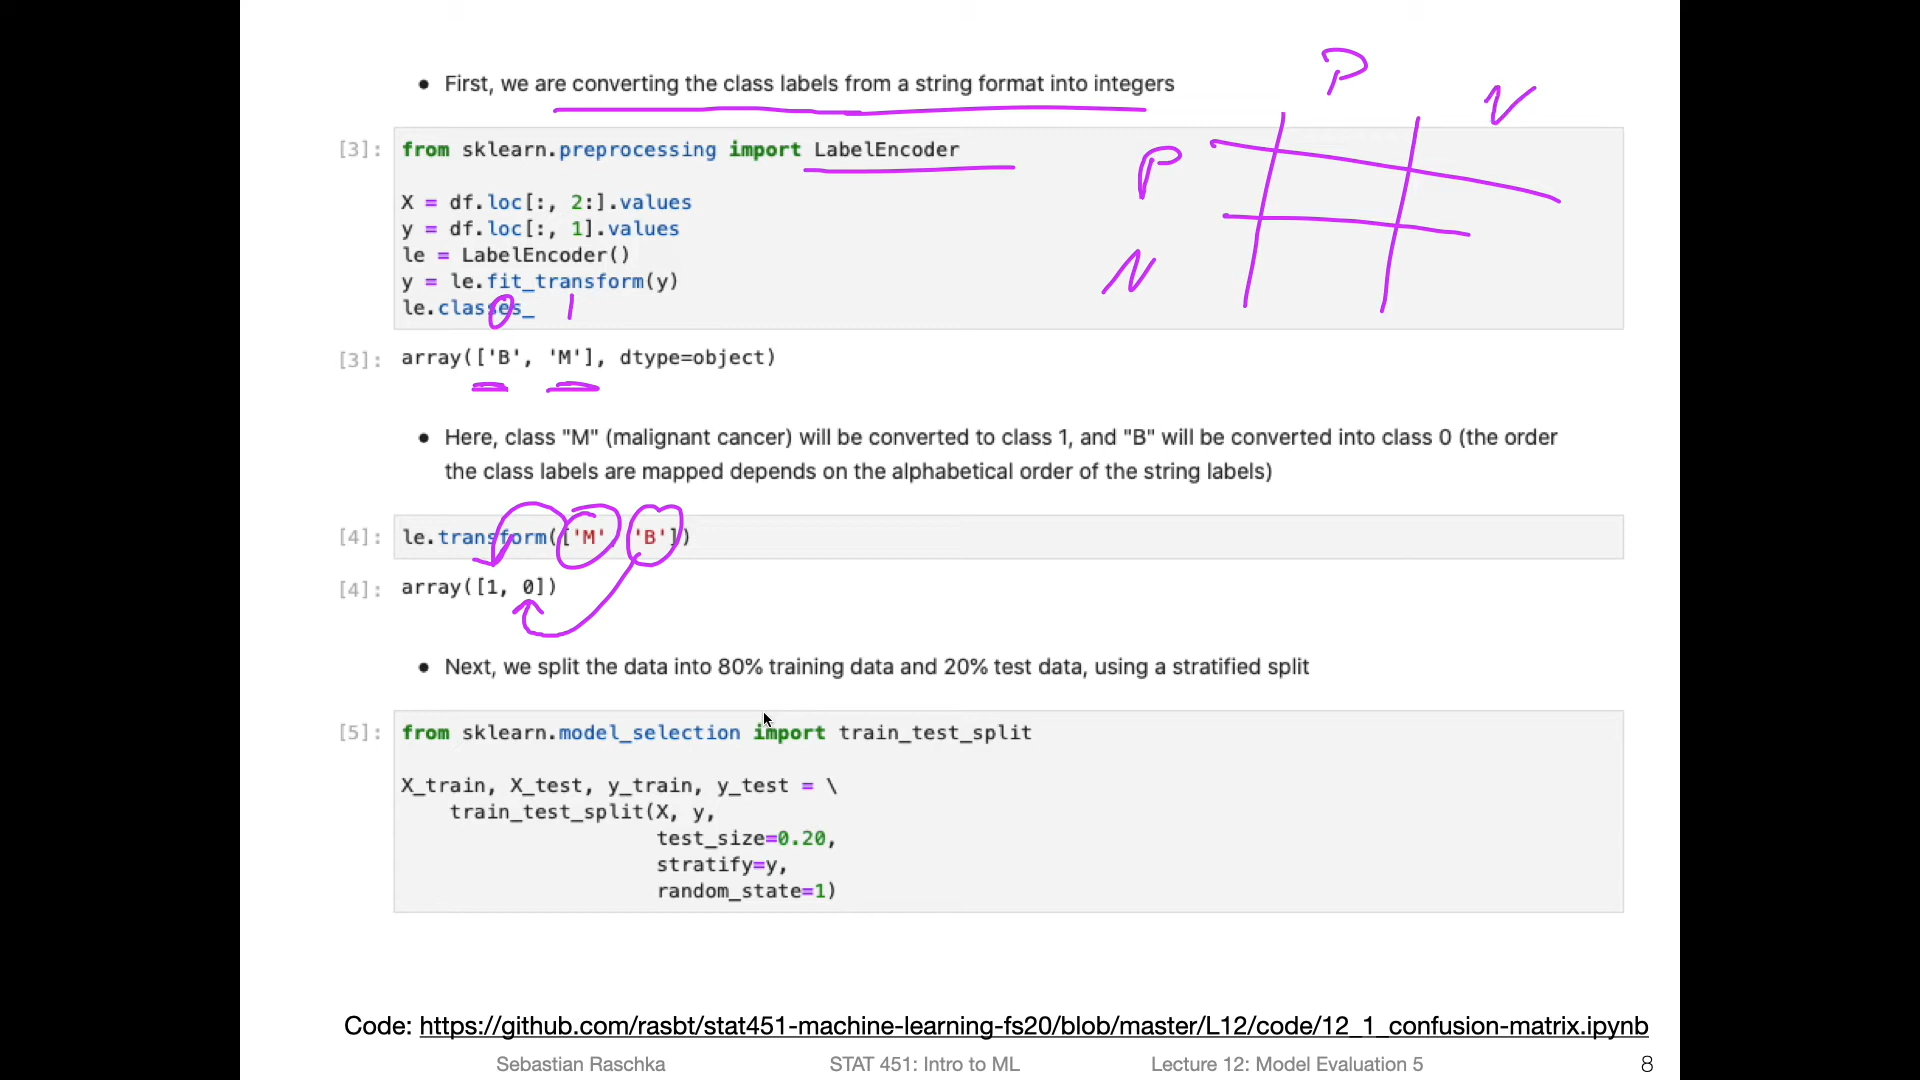 • First, we are converting the class labels from a string format into integers
P
N
P
N
[3]: from sklearn.preprocessing import LabelEncoder
X = df.loc[:, 2:].values
y = df.loc[:, 1].values
le = LabelEncoder()
y = le.fit_transform(y)
le.classes_
0 1
[3]: array(['B', 'M'], dtype=object)
• Here, class "M" (malignant cancer) will be converted to class 1, and "B" will be converted into class 0 (the order
the class labels are mapped depends on the alphabetical order of the string labels)
[4]: le.transform(['M', 'B'])
[4]: array([1, 0])
• Next, we split the data into 80% training data and 20% test data, using a stratified split
[5]: from sklearn.model_selection import train_test_split
X_train, X_test, y_train, y_test = \
train_test_split(X, y,
test_size=0.20,
stratify=y,
random_state=1)
Code: https://github.com/rasbt/stat451-machine-learning-fs20/blob/master/L12/code/12_1_confusion-matrix.ipynb
Sebastian Raschka STAT 451: Intro to ML Lecture 12: Model Evaluation 5 8